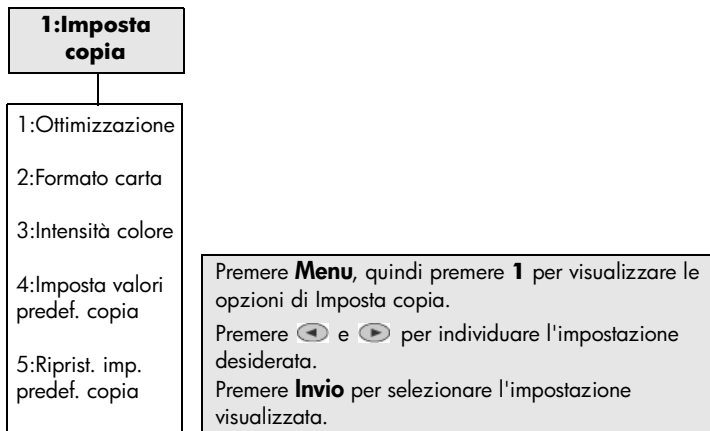 1:Imposta
copia
1:Ottimizzazione
2:Formato carta
3:Intensità colore
4:Imposta valori
predef. copia
5:Riprist. imp.
predef. copia
Premere Menu, quindi premere 1 per visualizzare le
opzioni di Imposta copia.
Premere e per individuare l'impostazione
desiderata.
Premere Invio per selezionare l'impostazione
visualizzata.